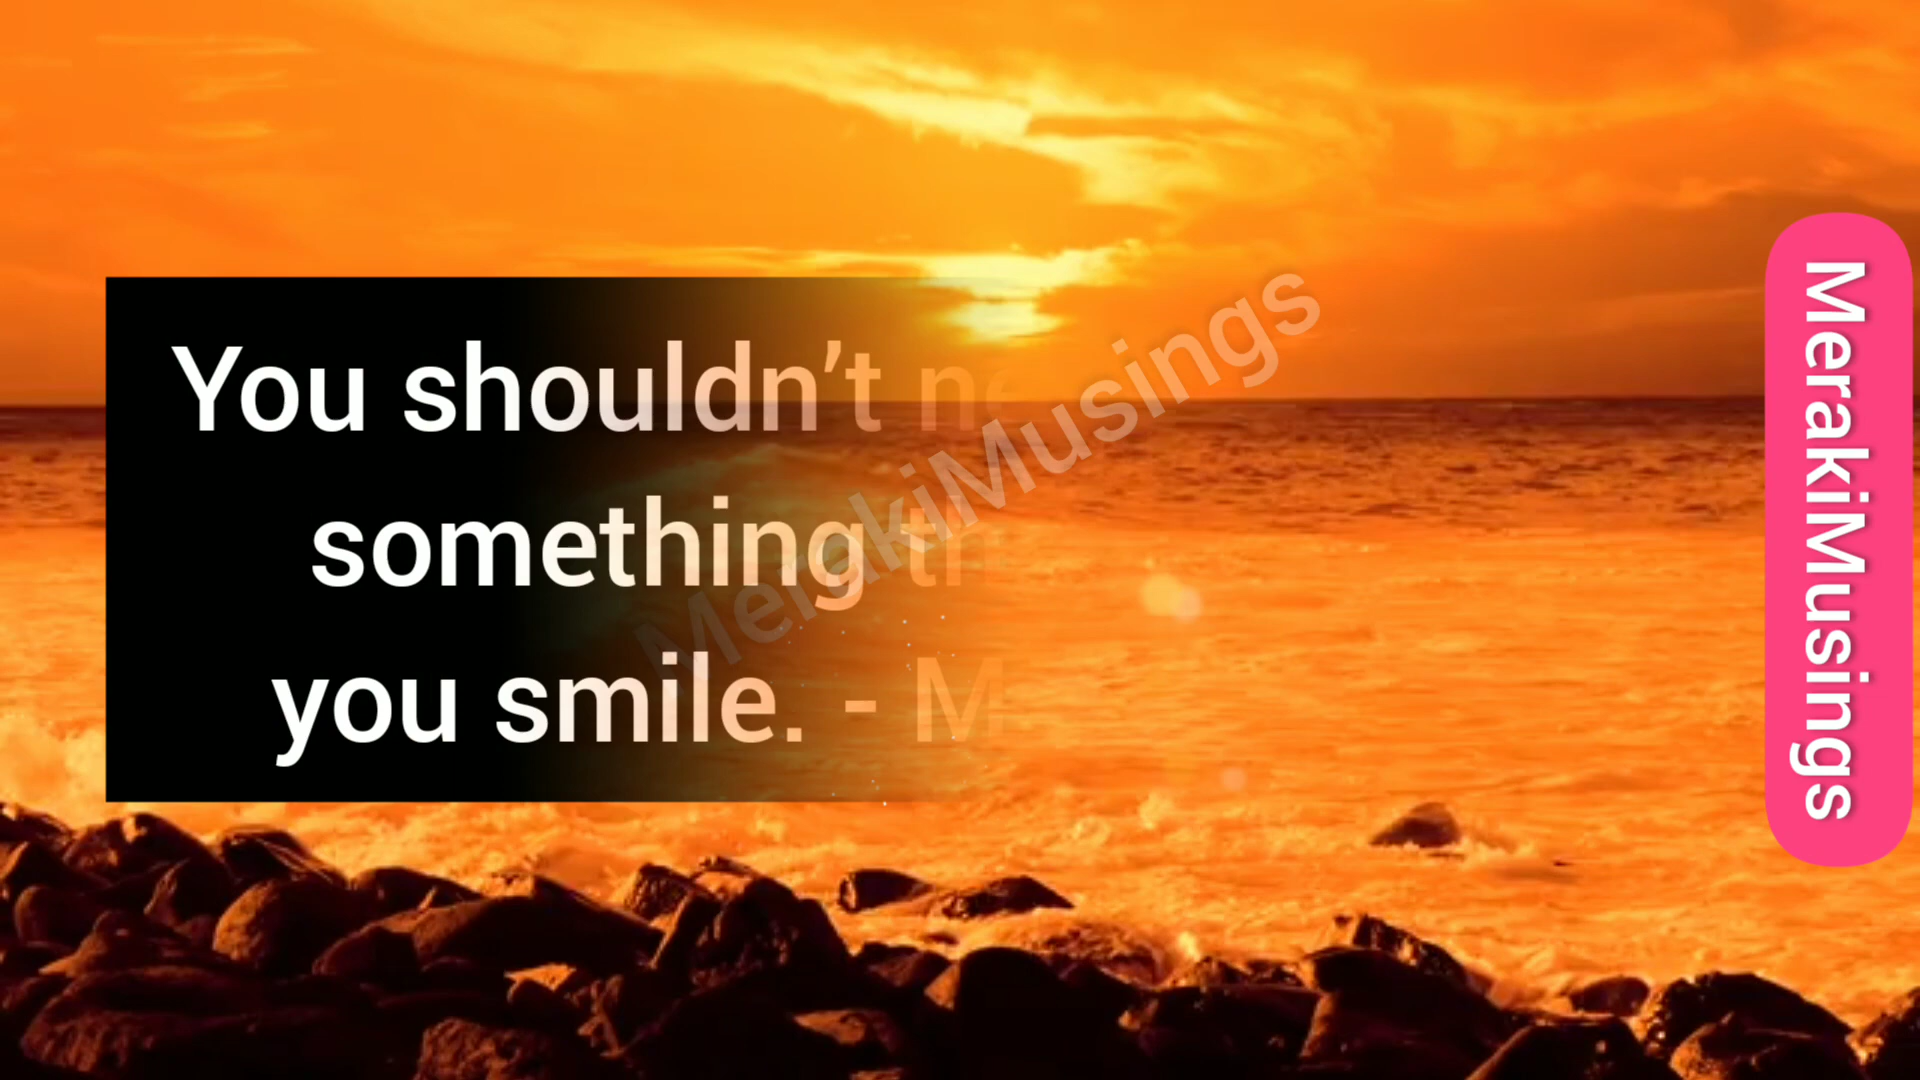 You shouldn’t
something
you smile. - M
MerakiMusings
MerakiMusings